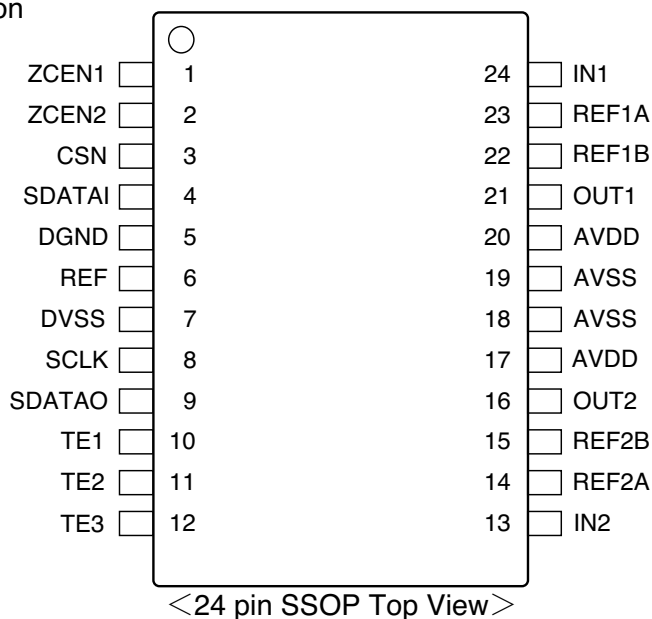 on
ZCEN1 1 24 IN1
ZCEN2 2 23 REF1A
CSN 3 22 REF1B
SDATAI 4 21 OUT1
DGND 5 20 AVDD
REF 6 19 AVSS
DVSS 7 18 AVSS
SCLK 8 17 AVDD
SDATAO 9 16 OUT2
TE1 10 15 REF2B
TE2 11 14 REF2A
TE3 12 13 IN2
<24 pin SSOP Top View>